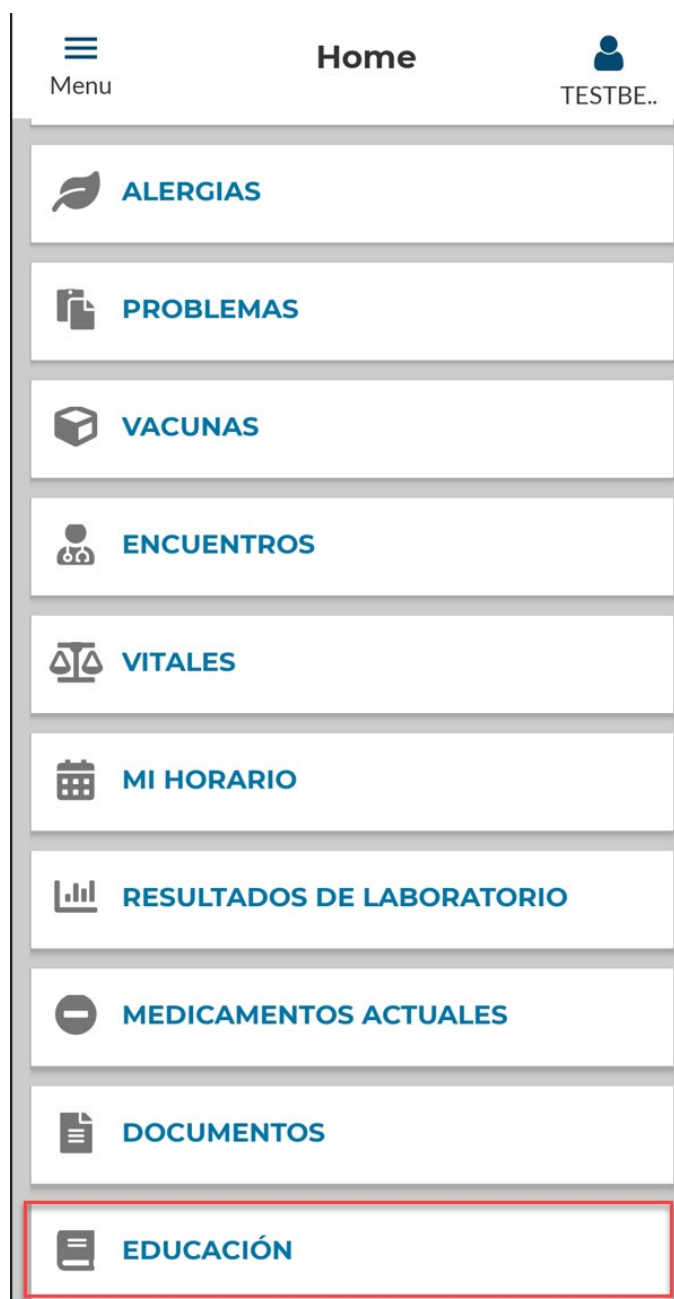 Home
Menu
TESTBE..
ALERGIAS
PROBLEMAS
VACUNAS
ENCUENTROS
VITALES
MI HORARIO
RESULTADOS DE LABORATORIO
MEDICAMENTOS ACTUALES
DOCUMENTOS
EDUCACIÓN